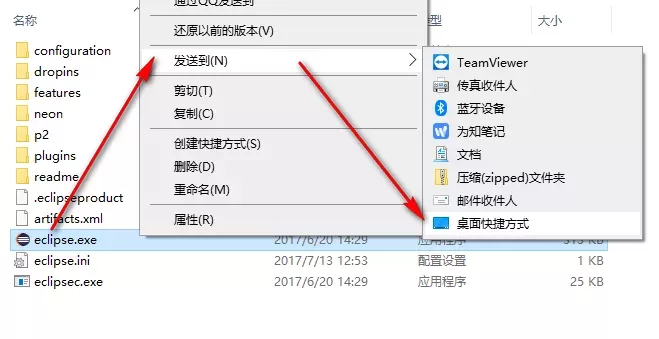 通过QQ发送到
名称
类型
大小
还原以前的版本(V)
configuration
发送到(N)
TeamViewer
dropins
传真收件人
features
剪切(T)
蓝牙设备
neon
复制(C)
为知笔记
p2
创建快捷方式(S)
文档
plugins
删除(D)
压缩(zipped)文件夹
readme
重命名(M)
邮件收件人
.eclipseproduct
artifacts.xml
属性(R)
桌面快捷方式
eclipse.exe 2017/6/20 14:29 应用程序 313 KB
eclipse.ini 2017/7/13 12:53 配置设置 1 KB
eclipsec.exe 2017/6/20 14:29 应用程序 25 KB